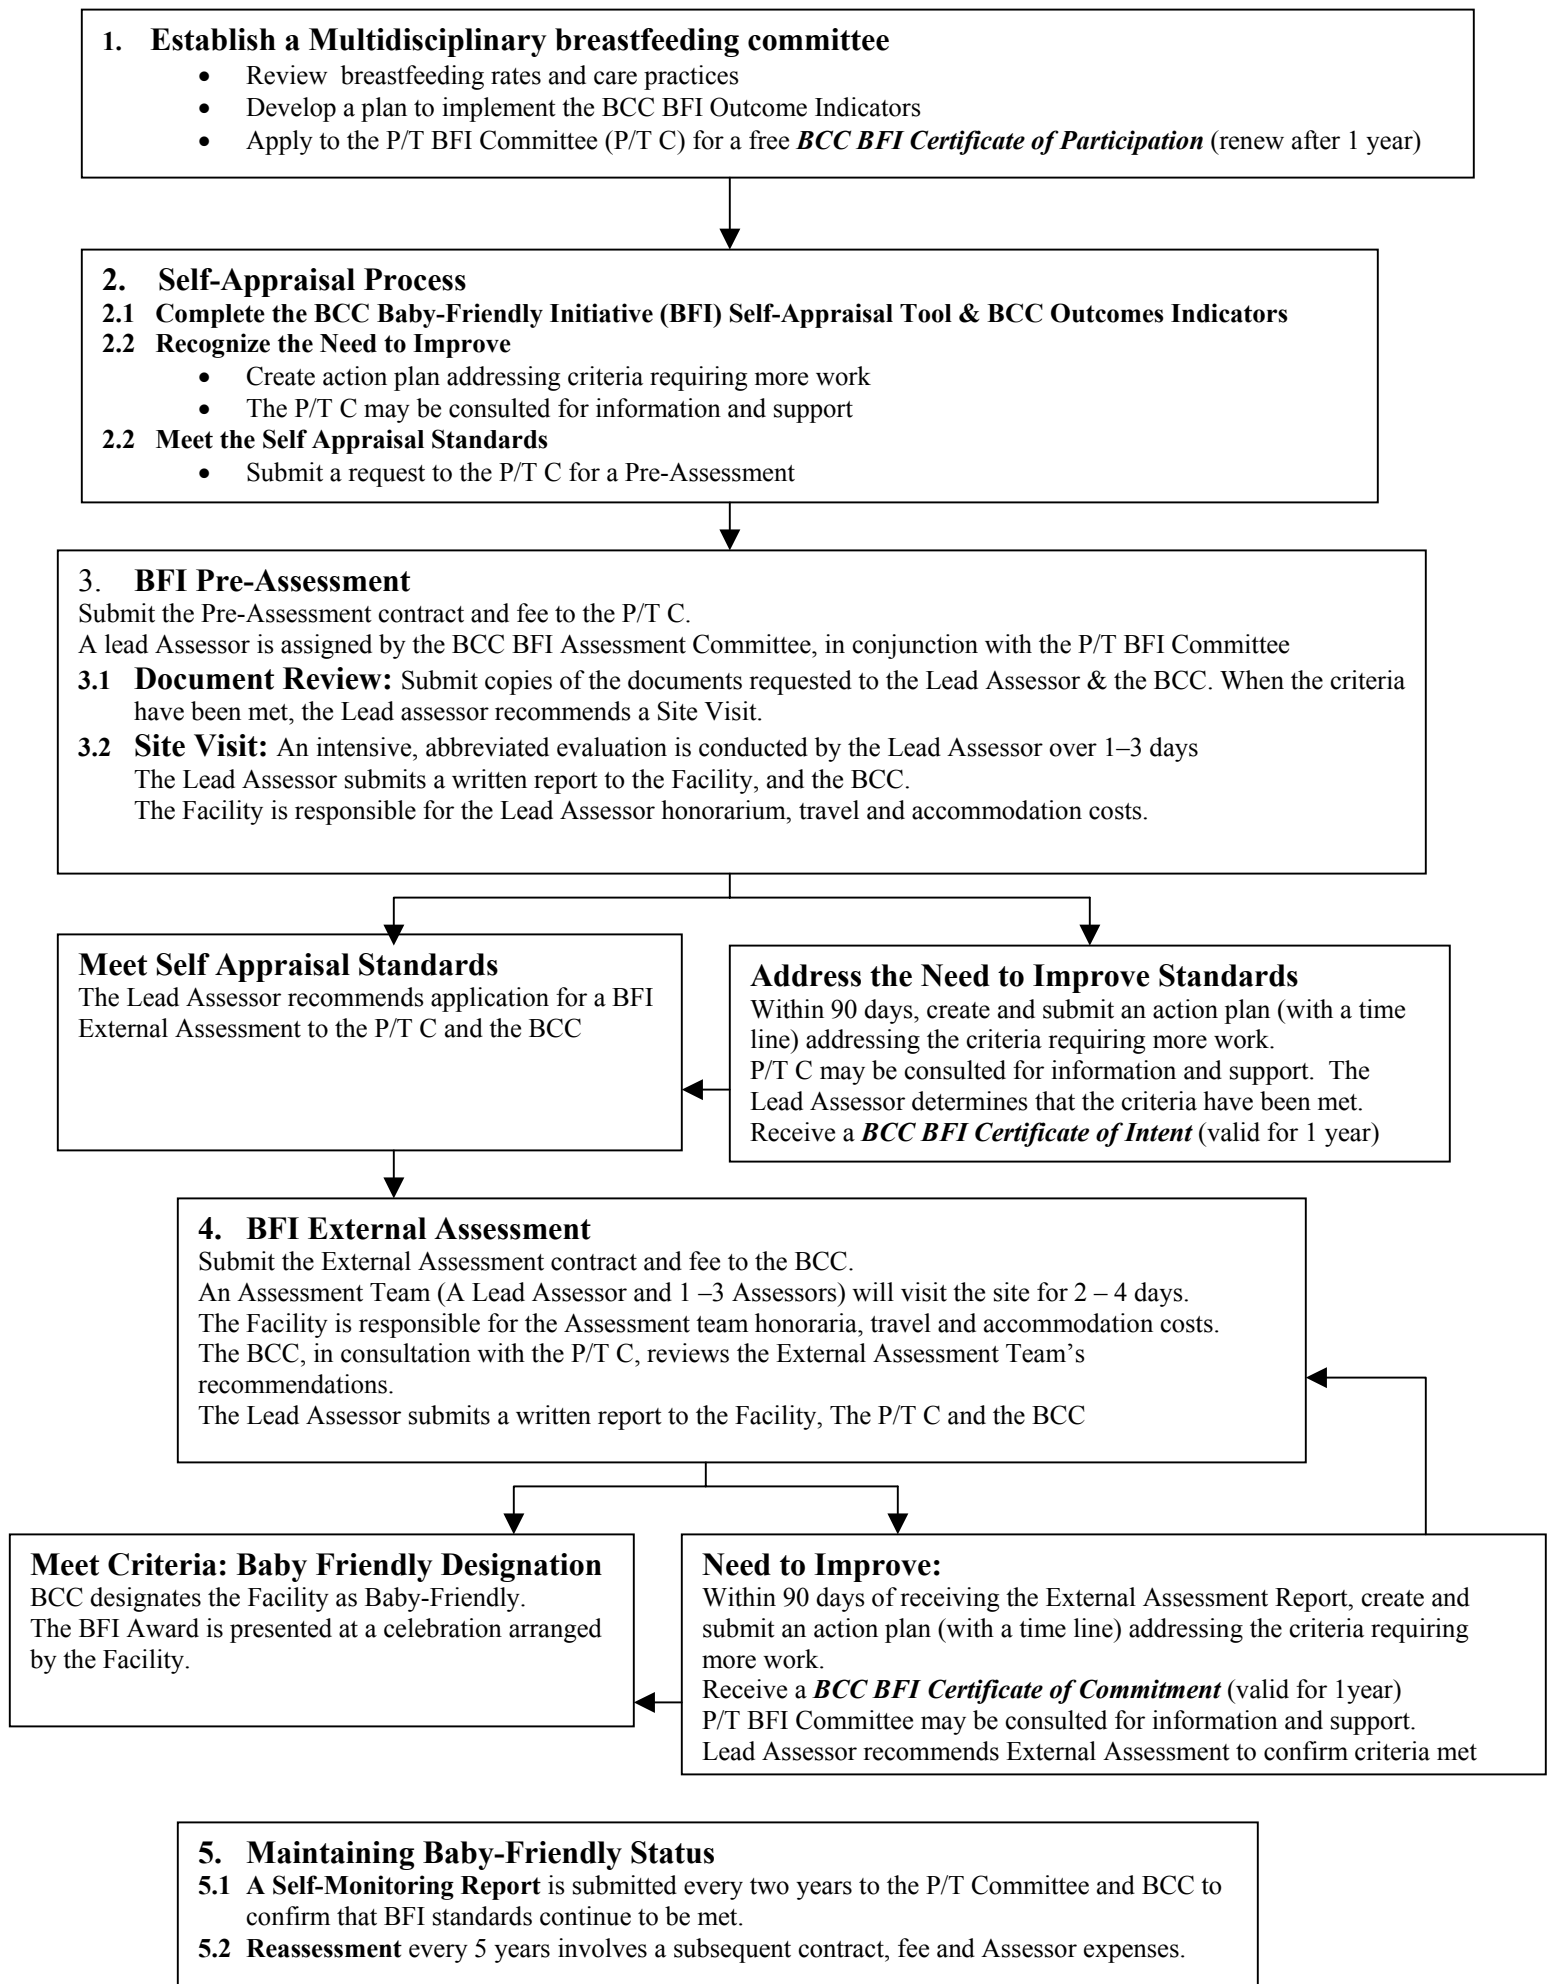 1. Establish a Multidisciplinary breastfeeding committee
• Review breastfeeding rates and care practices
• Develop a plan to implement the BCC BFI Outcome Indicators
• Apply to the P/T BFI Committee (P/T C) for a free BCC BFI Certificate of Participation (renew after 1 year)
2. Self-Appraisal Process
2.1 Complete the BCC Baby-Friendly Initiative (BFI) Self-Appraisal Tool & BCC Outcomes Indicators
2.2 Recognize the Need to Improve
• Create action plan addressing criteria requiring more work
• The P/T C may be consulted for information and support
2.2 Meet the Self Appraisal Standards
• Submit a request to the P/T C for a Pre-Assessment
3. BFI Pre-Assessment
Submit the Pre-Assessment contract and fee to the P/T C.
A lead Assessor is assigned by the BCC BFI Assessment Committee, in conjunction with the P/T BFI Committee
3.1 Document Review: Submit copies of the documents requested to the Lead Assessor & the BCC. When the criteria
have been met, the Lead assessor recommends a Site Visit.
3.2 Site Visit: An intensive, abbreviated evaluation is conducted by the Lead Assessor over 1–3 days
The Lead Assessor submits a written report to the Facility, and the BCC.
The Facility is responsible for the Lead Assessor honorarium, travel and accommodation costs.
Meet Self Appraisal Standards
The Lead Assessor recommends application for a BFI
External Assessment to the P/T C and the BCC
Address the Need to Improve Standards
Within 90 days, create and submit an action plan (with a time
line) addressing the criteria requiring more work.
P/T C may be consulted for information and support. The
Lead Assessor determines that the criteria have been met.
Receive a BCC BFI Certificate of Intent (valid for 1 year)
4. BFI External Assessment
Submit the External Assessment contract and fee to the BCC.
An Assessment Team (A Lead Assessor and 1 –3 Assessors) will visit the site for 2 – 4 days.
The Facility is responsible for the Assessment team honoraria, travel and accommodation costs.
The BCC, in consultation with the P/T C, reviews the External Assessment Team’s
recommendations.
The Lead Assessor submits a written report to the Facility, The P/T C and the BCC
Meet Criteria: Baby Friendly Designation
BCC designates the Facility as Baby-Friendly.
The BFI Award is presented at a celebration arranged
by the Facility.
Need to Improve:
Within 90 days of receiving the External Assessment Report, create and
submit an action plan (with a time line) addressing the criteria requiring
more work.
Receive a BCC BFI Certificate of Commitment (valid for 1year)
P/T BFI Committee may be consulted for information and support.
Lead Assessor recommends External Assessment to confirm criteria met
5. Maintaining Baby-Friendly Status
5.1 A Self-Monitoring Report is submitted every two years to the P/T Committee and BCC to
confirm that BFI standards continue to be met.
5.2 Reassessment every 5 years involves a subsequent contract, fee and Assessor expenses.